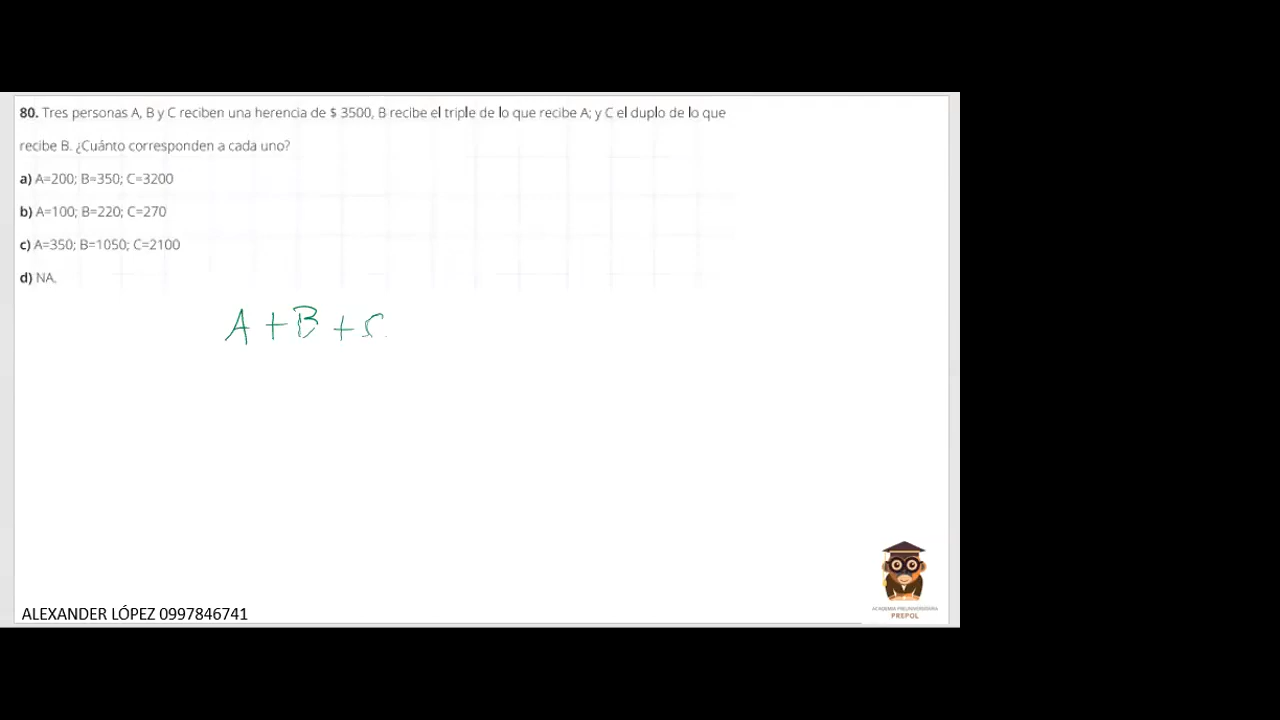 80. Tres personas A, B y C reciben una herencia de $ 3500, B recibe el triple de lo que recibe A; y C el duplo de lo que
recibe B. ¿Cuánto corresponden a cada uno?
a) A=200; B=350; C=3200
b) A=100; B=220; C=270
c) A=350; B=1050; C=2100
d) NA.
A + B + C
ACADEMIA PREUNIVERSITARIA
PREPOL
ALEXANDER LÓPEZ 0997846741